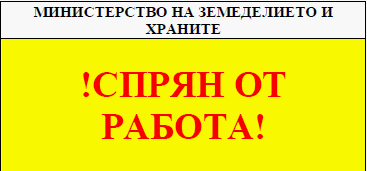 МИНИСТЕРСТВО НА ЗЕМЕДЕЛИЕТО И
ХРАНИТЕ
!СПРЯН ОТ
РАБОТА!